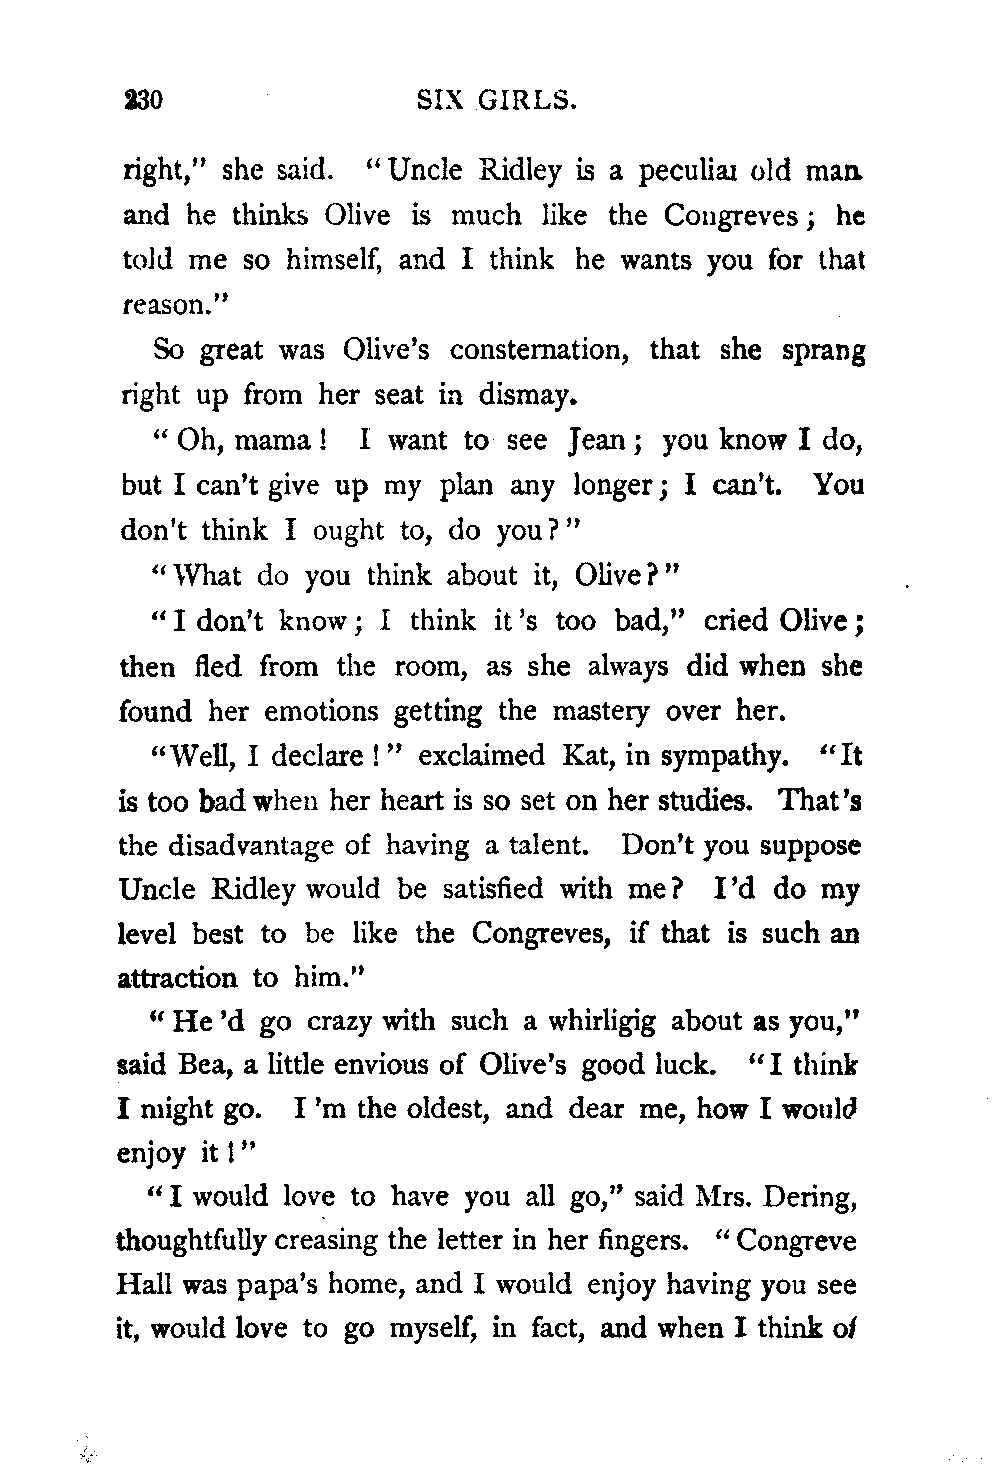 230 SIX GIRLS.
right," she said. "Uncle Ridley is a peculiar old man
and he thinks Olive is much like the Congreves; he
told me so himself, and I think he wants you for that
reason."
So great was Olive's consternation, that she sprang
right up from her seat in dismay.
"Oh, mama! I want to see Jean; you know I do,
but I can't give up my plan any longer; I can't. You
don't think I ought to, do you?"
"What do you think about it, Olive?"
"I don't know; I think it's too bad," cried Olive;
then fled from the room, as she always did when she
found her emotions getting the mastery over her.
"Well, I declare!" exclaimed Kat, in sympathy. "It
is too bad when her heart is so set on her studies. That's
the disadvantage of having a talent. Don't you suppose
Uncle Ridley would be satisfied with me? I'd do my
level best to be like the Congreves, if that is such an
attraction to him."
"He'd go crazy with such a whirligig about as you,"
said Bea, a little envious of Olive's good luck. "I think
I might go. I'm the oldest, and dear me, how I would
enjoy it!"
"I would love to have you all go," said Mrs. Dering,
thoughtfully creasing the letter in her fingers. "Congreve
Hall was papa's home, and I would enjoy having you see
it, would love to go myself, in fact, and when I think of